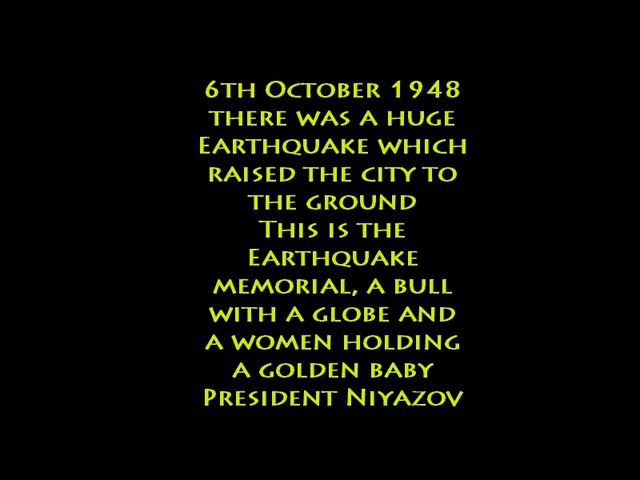 6th October 1948
there was a huge
Earthquake which
raised the city to
the ground
This is the
Earthquake
memorial, a bull
with a globe and
a women holding
a golden baby
President Niyazov